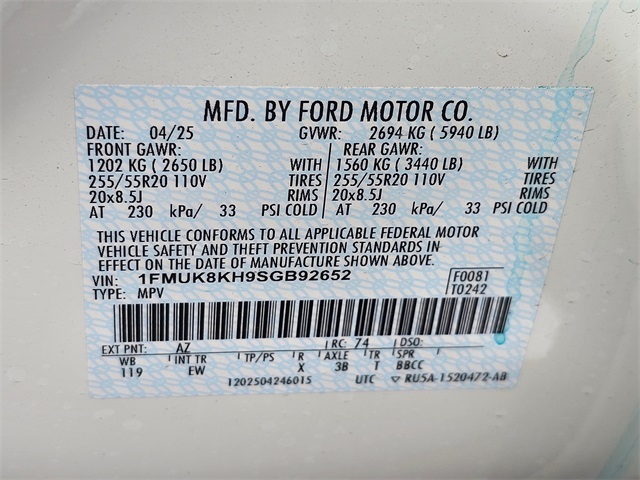 MFD. BY FORD MOTOR CO.
DATE: 04/25 GVWR: 2694 KG ( 5940 LB)
FRONT GAWR: REAR GAWR:
1202 KG ( 2650 LB) WITH 1560 KG ( 3440 LB) WITH
255/55R20 110V TIRES 255/55R20 110V TIRES
20x8.5J RIMS 20x8.5J RIMS
AT 230 kPa/ 33 PSI COLD AT 230 kPa/ 33 PSI COLD
THIS VEHICLE CONFORMS TO ALL APPLICABLE FEDERAL MOTOR
VEHICLE SAFETY AND THEFT PREVENTION STANDARDS IN
EFFECT ON THE DATE OF MANUFACTURE SHOWN ABOVE.
VIN: 1FMUK8KH9SGB92652 F0081
TYPE: MPV T0242
EXT PNT: AZ RC: 74 DSO:
WB INT TR TP/PS R AXLE TR SPR
119 EW X 3B T BBCC
1202504246015 UTC ▽ RU5A-1520472-AB